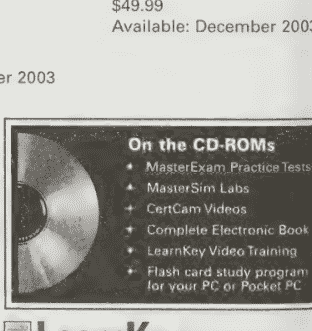 $49.99
Available: December 2003
er 2003
On the CD-ROMs
MasterExam Practice Tests
MasterSim Labs
CertCam Videos
Complete Electronic Book
LearnKey Video Training
Flash card study program
for your PC or Pocket PC